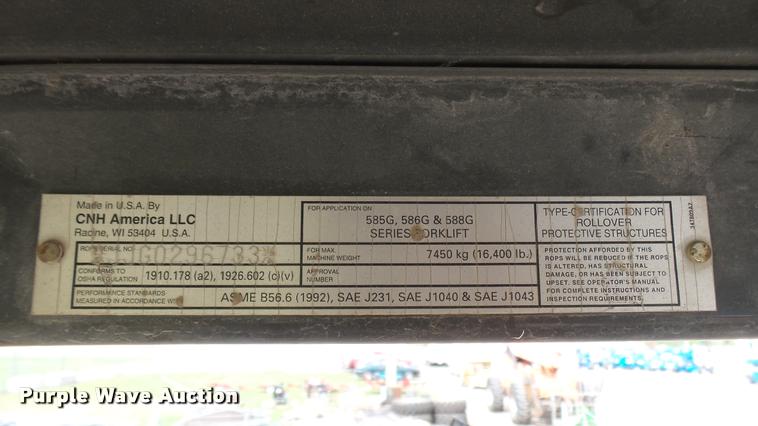 Made in U.S.A. By
CNH America LLC
Racine, WI 53404 U.S.A.
ROPS SERIAL NO.
CONFORMS TO
OSHA REGULATION
1910.178 (a2), 1926.602 (c)(v)
PERFORMANCE STANDARDS
MEASURED IN ACCORDANCE WITH
ASME B56.6 (1992), SAE J231, SAE J1040 & SAE J1043
FOR APPLICATION ON
585G, 586G & 588G
SERIES FORKLIFT
FOR MAX.
MACHINE WEIGHT
7450 kg (16,400 lb.)
APPROVAL
NUMBER
TYPE-CERTIFICATION FOR
ROLLOVER
PROTECTIVE STRUCTURES
PROTECTION AFFORDED BY THIS
ROPS WILL BE REDUCED IF THE ROPS
IS ALTERED, HAS STRUCTURAL
DAMAGE, OR HAS BEEN SUBJECT TO
UPSET. SEE OPERATOR'S MANUAL
FOR COMPLETE INSTRUCTIONS AND
INSPECTION REQUIREMENTS.
Purple Wave Auction